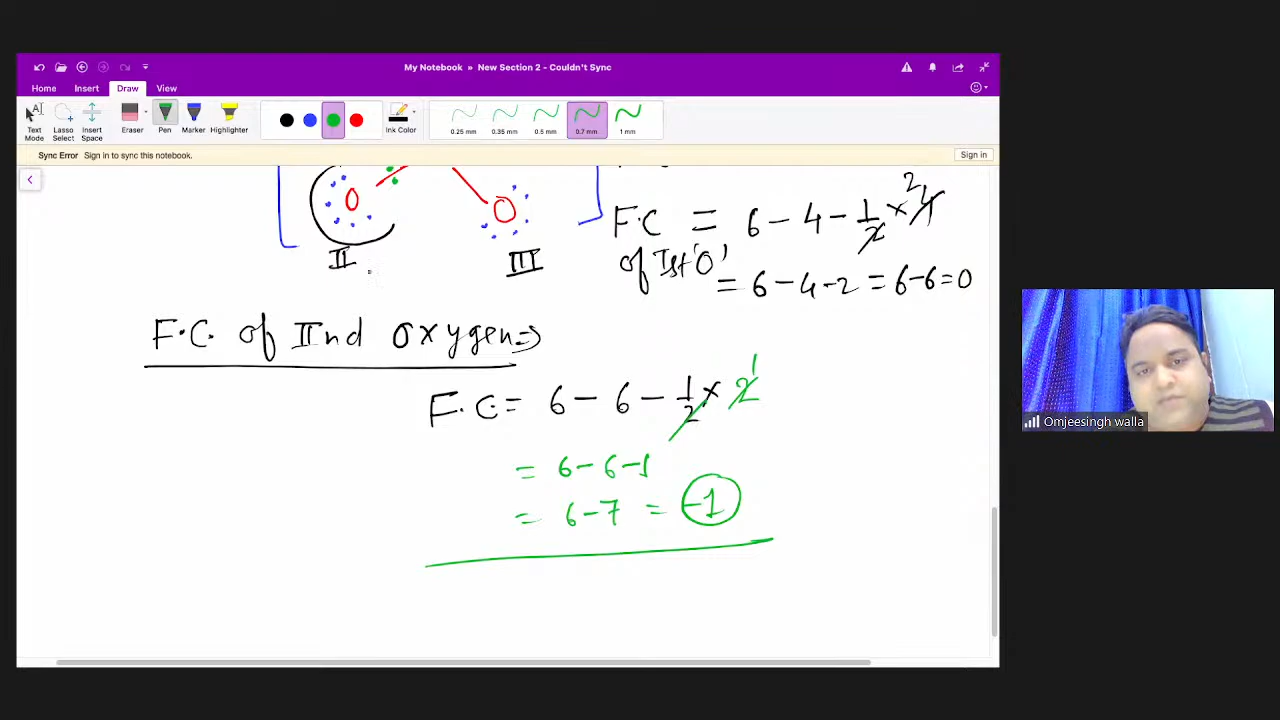 My Notebook » New Section 2 - Couldn't Sync
Home Insert Draw View
Text Mode Lasso Select Insert Space Eraser Pen Marker Highlighter Ink Color 0.25 mm 0.35 mm 0.5 mm 0.7 mm 1 mm
Sync Error Sign in to sync this notebook. Sign in
O O
II III
F.C = 6 - 4 - 1/2 × 4 2
of Ist 'O'
= 6 - 4 - 2 = 6 - 6 = 0
F.C. of IInd Oxygen ⇒
F.C. = 6 - 6 - 1/2 × 2 1
= 6 - 6 - 1
= 6 - 7 = -1
Omjeesingh walla